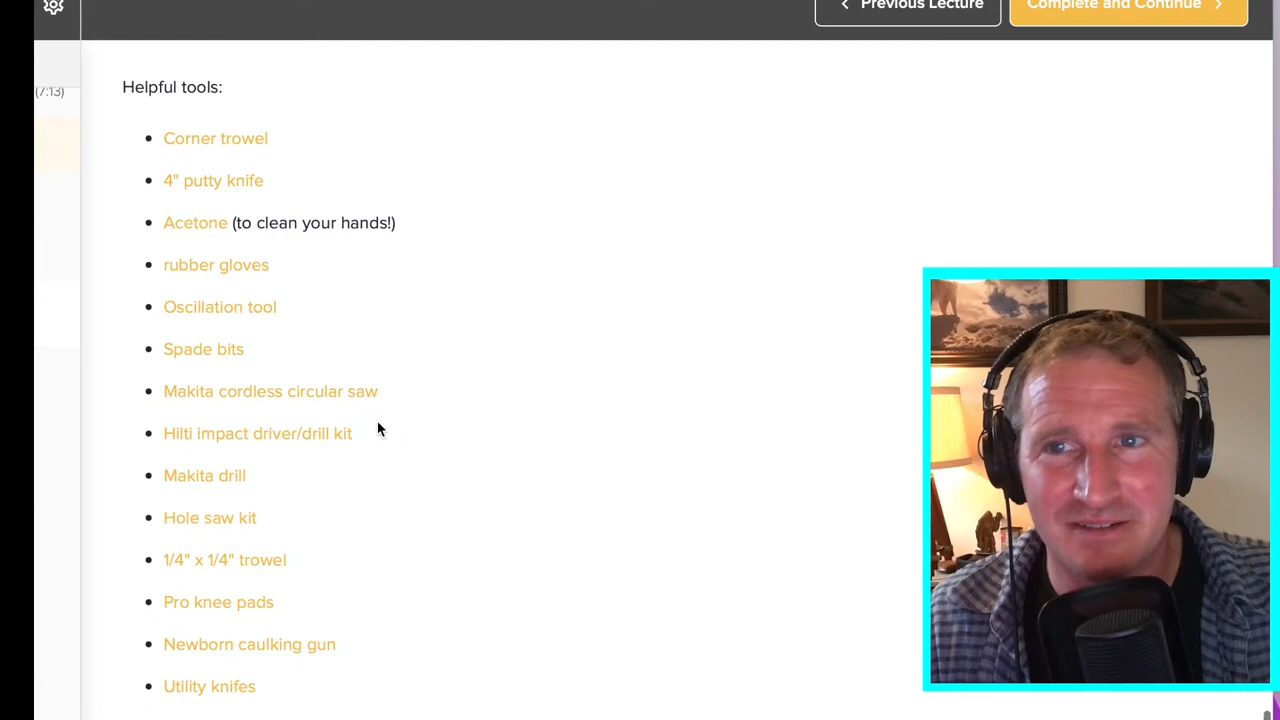 Previous Lecture
Complete and Continue
(7:13)
Helpful tools:
Corner trowel
4" putty knife
Acetone (to clean your hands!)
rubber gloves
Oscillation tool
Spade bits
Makita cordless circular saw
Hilti impact driver/drill kit
Makita drill
Hole saw kit
1/4" x 1/4" trowel
Pro knee pads
Newborn caulking gun
Utility knifes